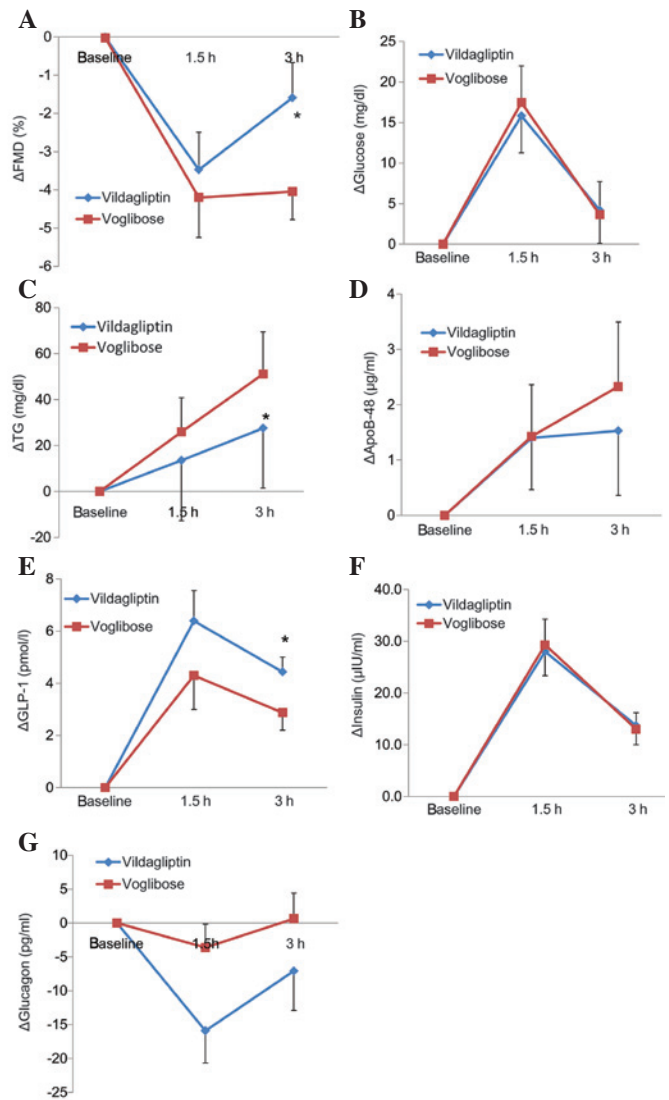 A
0
-1
-2
-3
-4
-5
-6
ΔFMD (%)
Baseline
1.5 h
3 h
*
Vildagliptin
Voglibose
B
25
20
15
10
5
0
ΔGlucose (mg/dl)
Vildagliptin
Voglibose
Baseline
1.5 h
3 h
C
80
60
40
20
0
-20
ΔTG (mg/dl)
Vildagliptin
Voglibose
*
Baseline
1.5 h
3 h
D
4
3
2
1
0
ΔApoB-48 (µg/ml)
Vildagliptin
Voglibose
Baseline
1.5 h
3 h
E
8
6
4
2
0
ΔGLP-1 (pmol/l)
Vildagliptin
Voglibose
*
Baseline
1.5 h
3 h
F
40.0
30.0
20.0
10.0
0.0
ΔInsulin (µIU/ml)
Vildagliptin
Voglibose
Baseline
1.5 h
3 h
G
10
5
0
-5
-10
-15
-20
-25
ΔGlucagon (pg/ml)
Vildagliptin
Voglibose
Baseline
1.5h
3 h